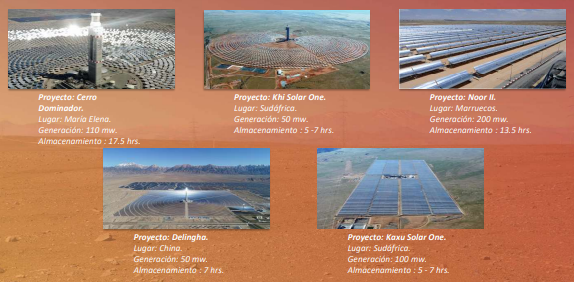 Proyecto: Cerro
Dominador.
Lugar: María Elena.
Generación: 110 mw.
Almacenamiento : 17.5 hrs.
Proyecto: Khi Solar One.
Lugar: Sudáfrica.
Generación: 50 mw
Almacenamiento : 5 -7 hrs.
Proyecto: Noor II.
Lugar: Marruecos.
Generación: 200 mw.
Almacenamiento : 13.5 hrs.
Proyecto: Delingha.
Lugar: China.
Generación: 50 mw.
Almacenamiento : 7 hrs.
Proyecto: Kaxu Solar One.
Lugar: Sudáfrica.
Generación: 100 mw.
Almacenamiento : 5 - 7 hrs.